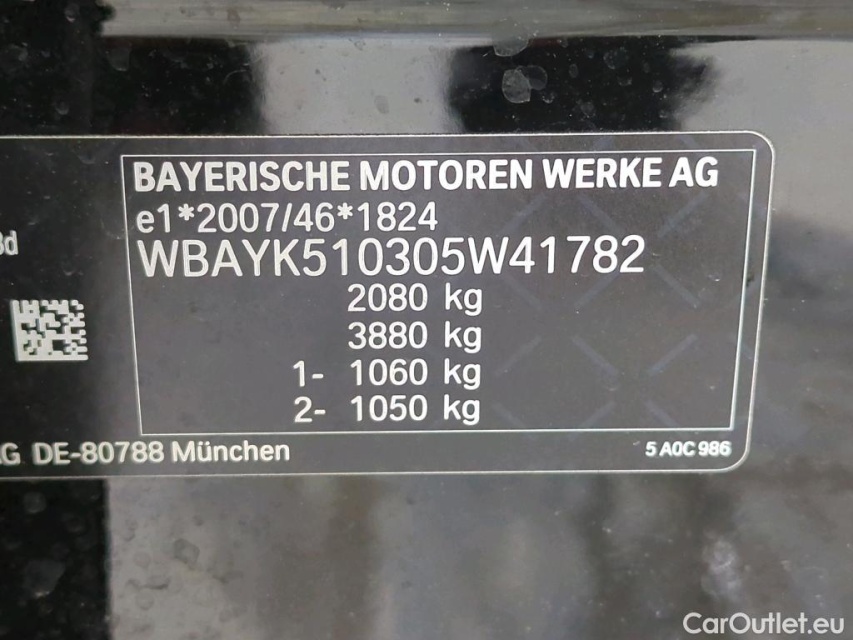 BAYERISCHE MOTOREN WERKE AG
e1*2007/46*1824
WBAYK510305W41782
2080 kg
3880 kg
1- 1060 kg
2- 1050 kg
DE-80788 München
5 A0C 986
CarOutlet.eu